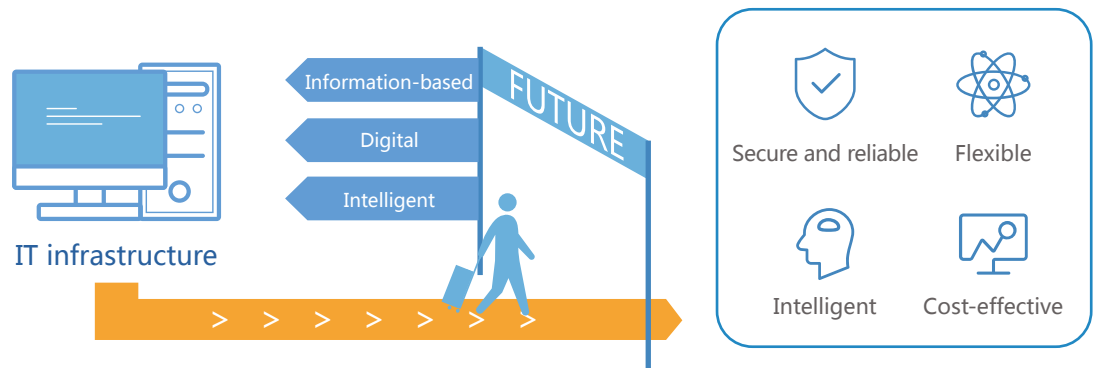 Information-based
Digital
Intelligent
FUTURE
IT infrastructure
> > > > > > >
Secure and reliable
Flexible
Intelligent
Cost-effective